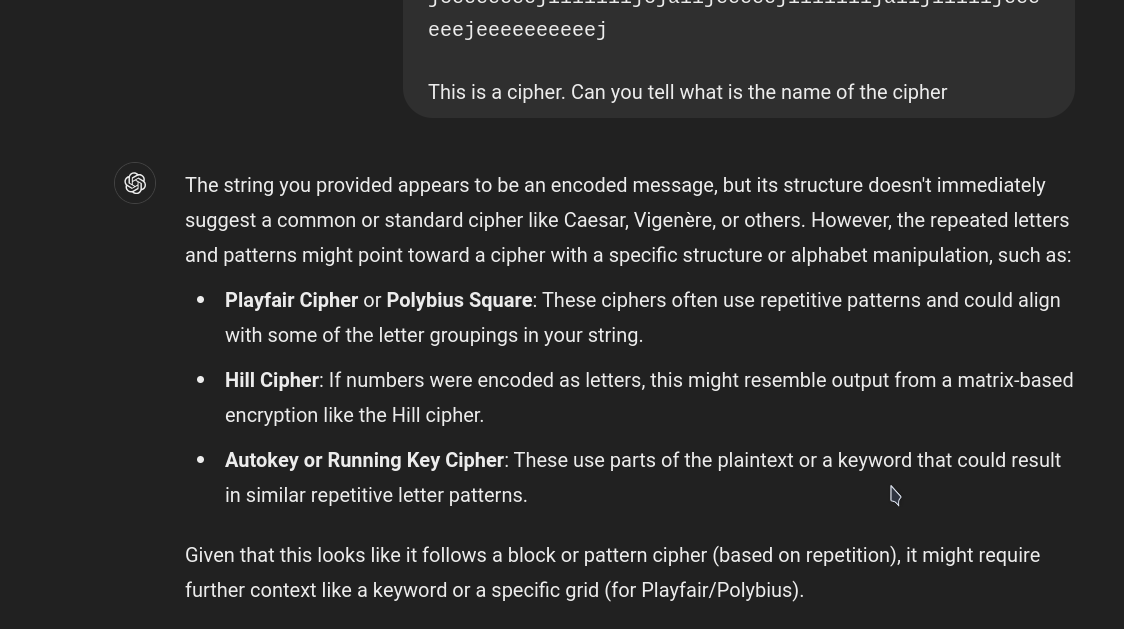 eeejeeeeeeeeeej
This is a cipher. Can you tell what is the name of the cipher
The string you provided appears to be an encoded message, but its structure doesn't immediately
suggest a common or standard cipher like Caesar, Vigenère, or others. However, the repeated letters
and patterns might point toward a cipher with a specific structure or alphabet manipulation, such as:
• Playfair Cipher or Polybius Square: These ciphers often use repetitive patterns and could align
with some of the letter groupings in your string.
• Hill Cipher: If numbers were encoded as letters, this might resemble output from a matrix-based
encryption like the Hill cipher.
• Autokey or Running Key Cipher: These use parts of the plaintext or a keyword that could result
in similar repetitive letter patterns.
Given that this looks like it follows a block or pattern cipher (based on repetition), it might require
further context like a keyword or a specific grid (for Playfair/Polybius).